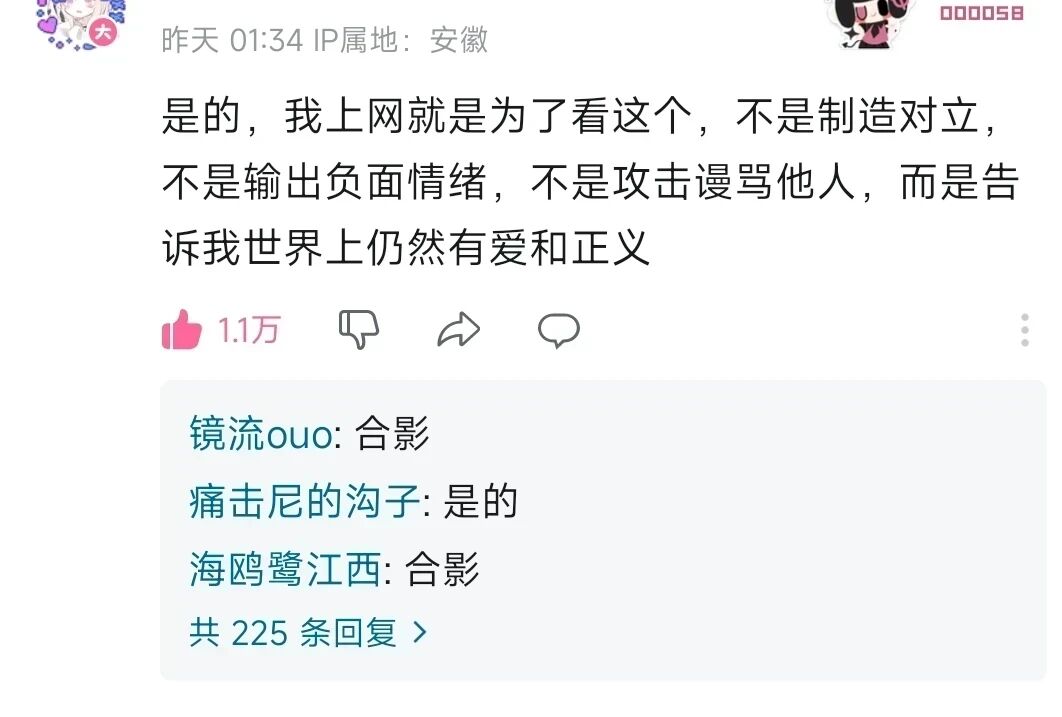 大
000058
昨天 01:34 IP属地：安徽
是的，我上网就是为了看这个，不是制造对立，
不是输出负面情绪，不是攻击谩骂他人，而是告
诉我世界上仍然有爱和正义
1.1万
镜流ouo: 合影
痛击尼的沟子: 是的
海鸥鹭江西: 合影
共 225 条回复 >